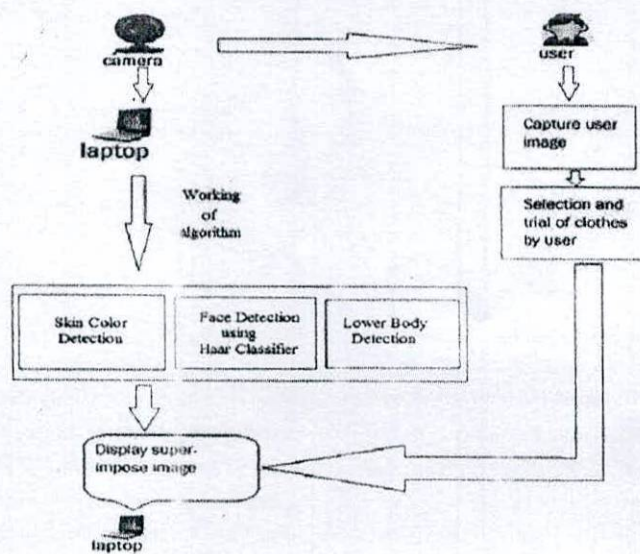 camera
user
laptop
Capture user
image
Working
of
algorithm
Selection and
trial of clothes
by user
Skin Color
Detection
Face Detection
using
Haar Classifier
Lower Body
Detection
Display super-
impose image
laptop